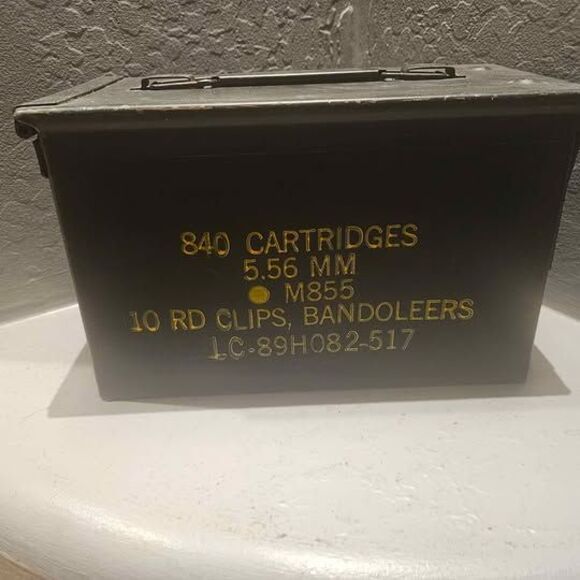 840 CARTRIDGES
5.56 MM
M855
10 RD CLIPS, BANDOLEERS
LC-89H082-517